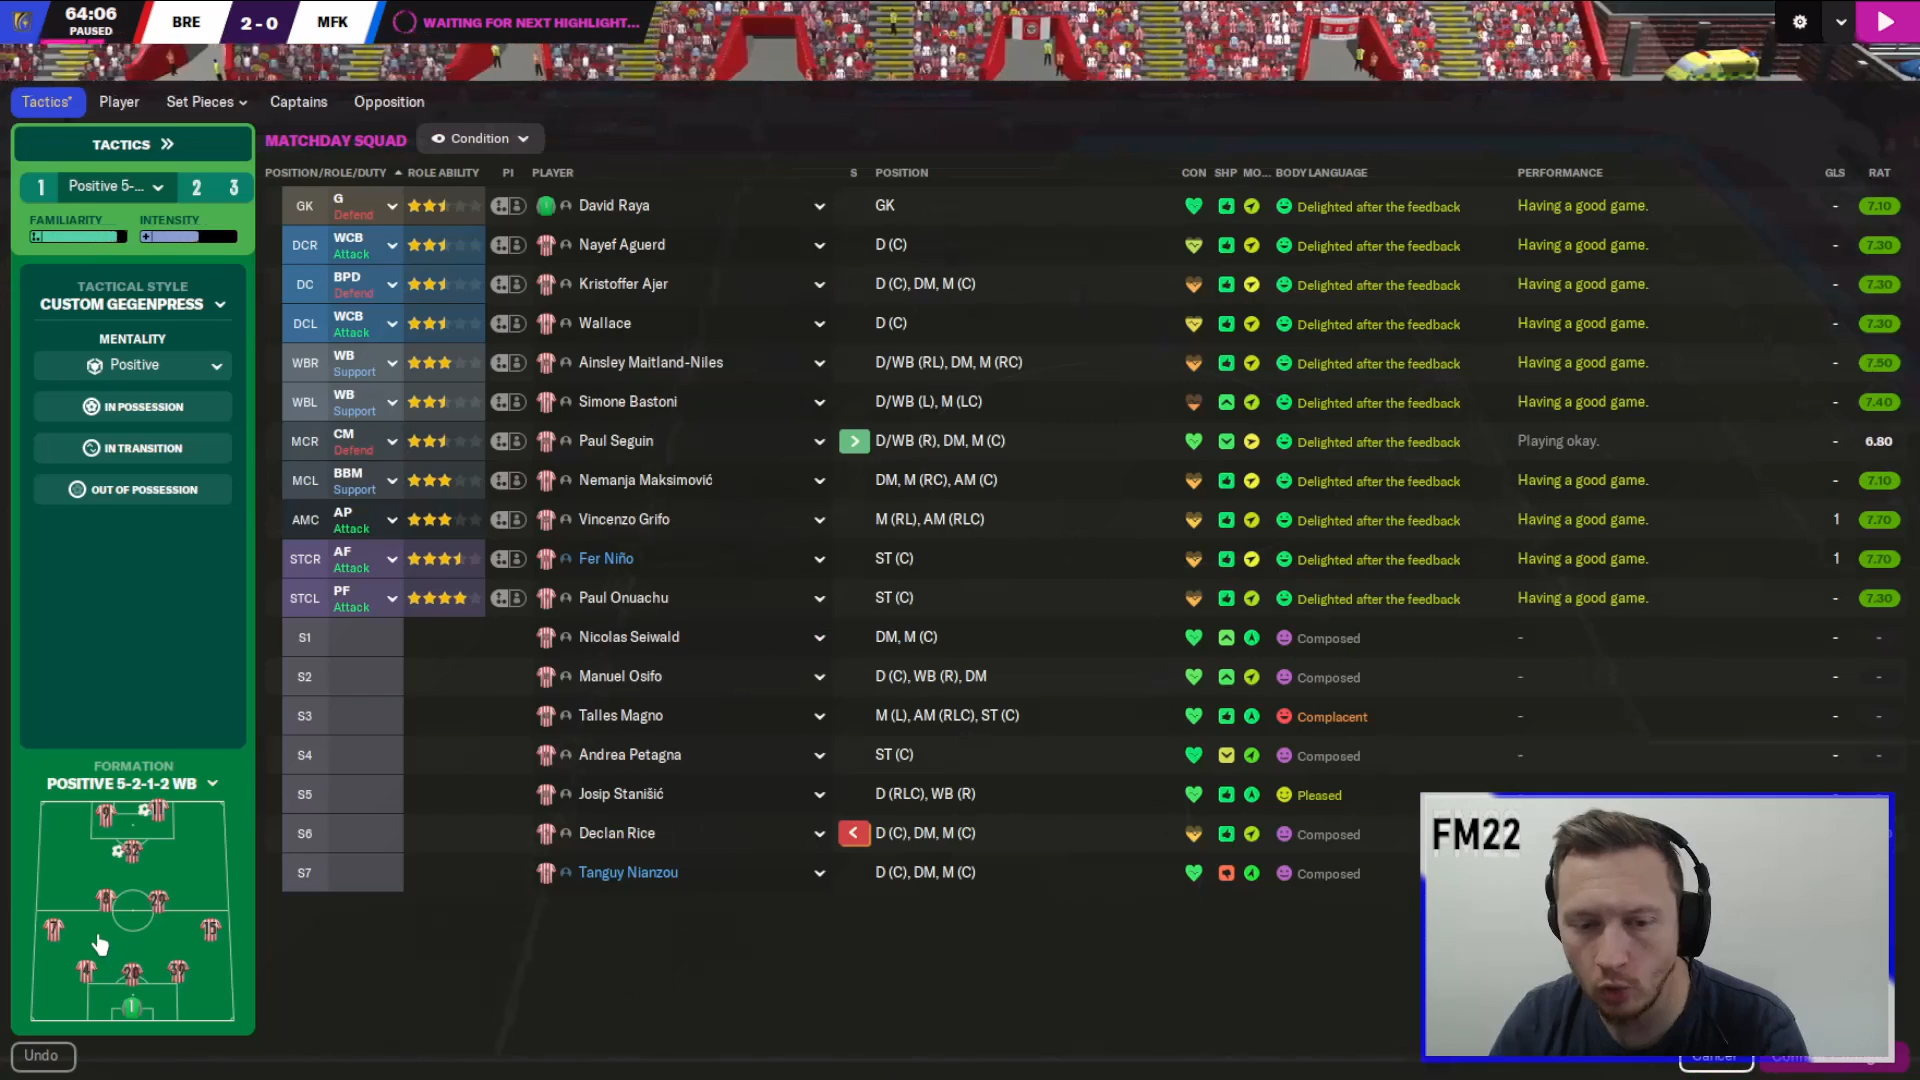 64:06
PAUSED
BRE
2 - 0
MFK
WAITING FOR NEXT HIGHLIGHT...
Tactics*
Player
Set Pieces
Captains
Opposition
TACTICS
1
Positive 5-...
2
3
FAMILIARITY
INTENSITY
TACTICAL STYLE
CUSTOM GEGENPRESS
MENTALITY
Positive
IN POSSESSION
IN TRANSITION
OUT OF POSSESSION
FORMATION
POSITIVE 5-2-1-2 WB
MATCHDAY SQUAD
Condition
POSITION/ROLE/DUTY ROLE ABILITY PI PLAYER S POSITION CON SHP MO... BODY LANGUAGE PERFORMANCE GLS RAT
GK G Defend David Raya GK Delighted after the feedback Having a good game. - 7.10
DCR WCB Attack Nayef Aguerd D (C) Delighted after the feedback Having a good game. - 7.30
DC BPD Defend Kristoffer Ajer D (C), DM, M (C) Delighted after the feedback Having a good game. - 7.30
DCL WCB Attack Wallace D (C) Delighted after the feedback Having a good game. - 7.30
WBR WB Support Ainsley Maitland-Niles D/WB (RL), DM, M (RC) Delighted after the feedback Having a good game. - 7.50
WBL WB Support Simone Bastoni D/WB (L), M (LC) Delighted after the feedback Having a good game. - 7.40
MCR CM Defend Paul Seguin D/WB (R), DM, M (C) Delighted after the feedback Playing okay. - 6.80
MCL BBM Support Nemanja Maksimović DM, M (RC), AM (C) Delighted after the feedback Having a good game. - 7.10
AMC AP Attack Vincenzo Grifo M (RL), AM (RLC) Delighted after the feedback Having a good game. 1 7.70
STCR AF Attack Fer Niño ST (C) Delighted after the feedback Having a good game. 1 7.70
STCL PF Attack Paul Onuachu ST (C) Delighted after the feedback Having a good game. - 7.30
S1 Nicolas Seiwald DM, M (C) Composed - - -
S2 Manuel Osifo D (C), WB (R), DM Composed - - -
S3 Talles Magno M (L), AM (RLC), ST (C) Complacent - - -
S4 Andrea Petagna ST (C) Composed - - -
S5 Josip Stanišić D (RLC), WB (R) Pleased
S6 Declan Rice D (C), DM, M (C) Composed
S7 Tanguy Nianzou D (C), DM, M (C) Composed
FM22
Undo
Cancel